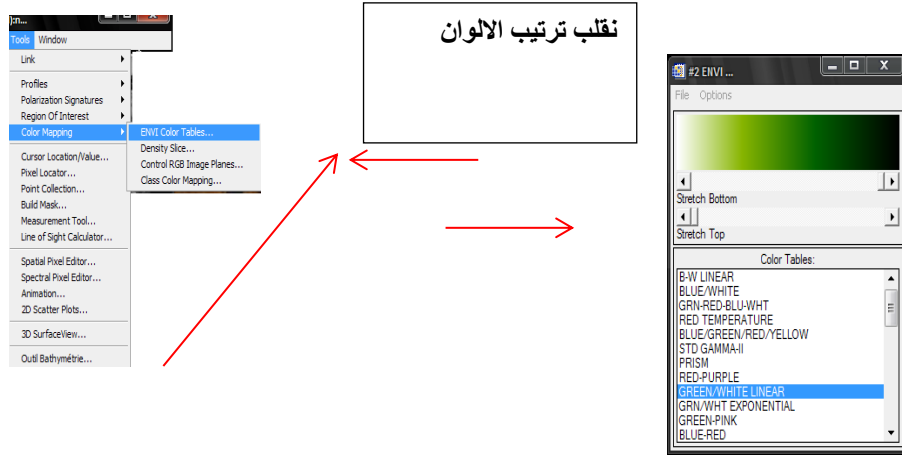 ):n...
Tools Window
Link
Profiles
Polarization Signatures
Region Of Interest
Color Mapping
Cursor Location/Value...
Pixel Locator...
Point Collection...
Build Mask...
Measurement Tool...
Line of Sight Calculator...
Spatial Pixel Editor...
Spectral Pixel Editor...
Animation...
2D Scatter Plots...
3D SurfaceView...
Outil Bathymétrie...
ENVI Color Tables...
Density Slice...
Control RGB Image Planes...
Class Color Mapping...
نقلب ترتيب الالوان
#2 ENVI ...
File Options
Stretch Bottom
Stretch Top
Color Tables:
B-W LINEAR
BLUE/WHITE
GRN-RED-BLU-WHT
RED TEMPERATURE
BLUE/GREEN/RED/YELLOW
STD GAMMA-II
PRISM
RED-PURPLE
GREEN/WHITE LINEAR
GRN/WHT EXPONENTIAL
GREEN-PINK
BLUE-RED